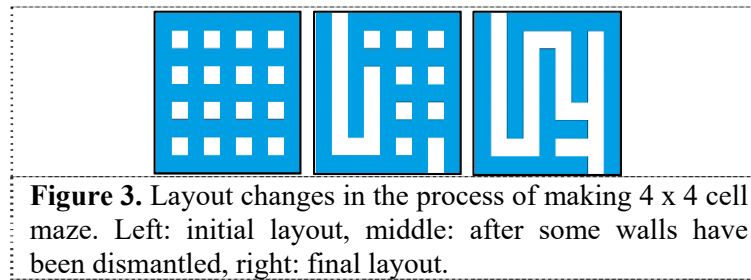 Figure 3. Layout changes in the process of making 4 x 4 cell
maze. Left: initial layout, middle: after some walls have
been dismantled, right: final layout.